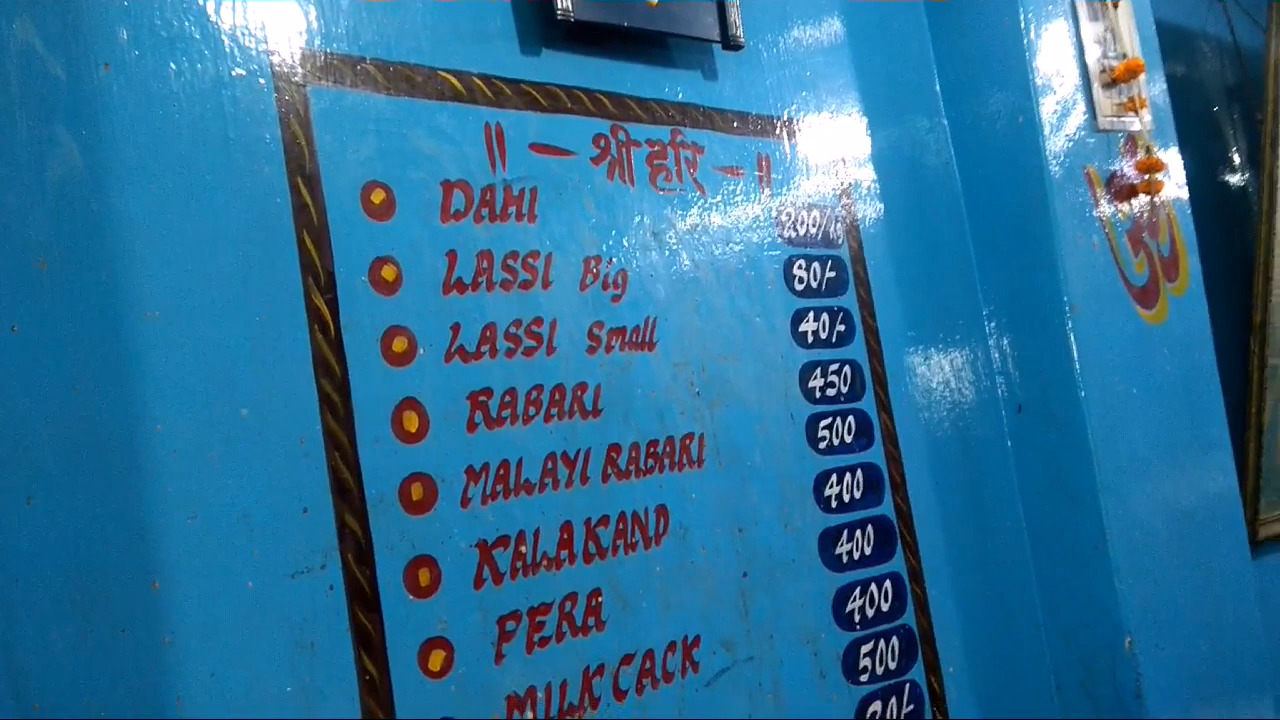 ॥ — श्री हरि — ॥
DAHI 200/
LASSI Big 80/-
LASSI Small 40/-
RABARI 450
MALAYI RABARI 500
KALAKAND 400
PERA 400
MILK CACK 400
500
ॐ